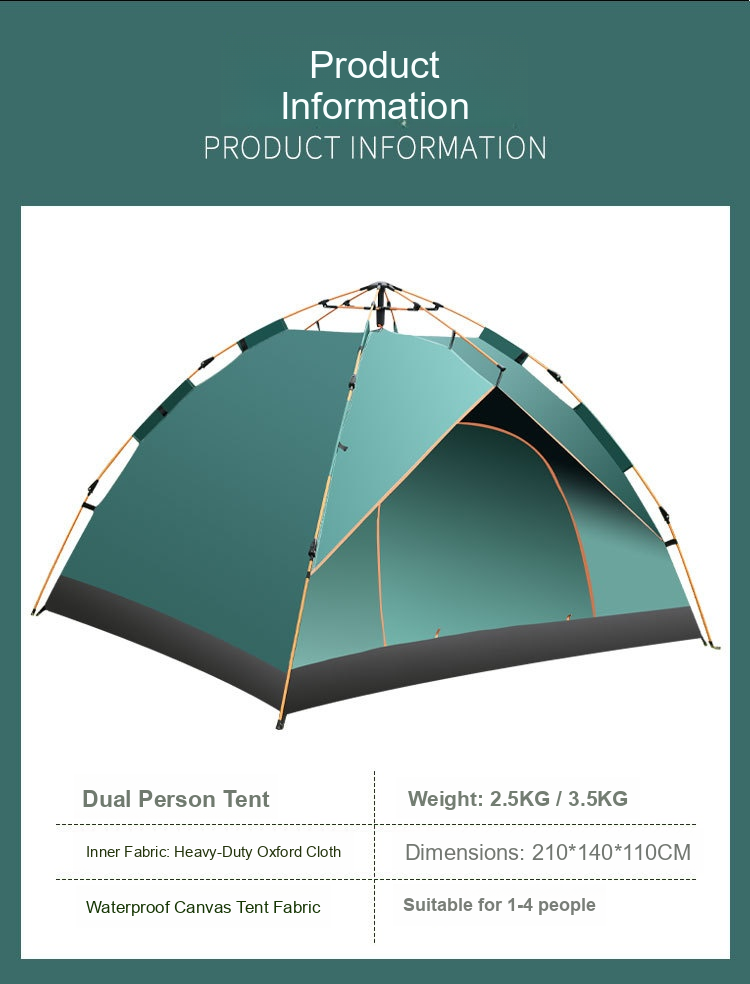 Product
Information
PRODUCT INFORMATION
Dual Person Tent
Weight: 2.5KG / 3.5KG
Inner Fabric: Heavy-Duty Oxford Cloth
Dimensions: 210*140*110CM
Waterproof Canvas Tent Fabric
Suitable for 1-4 people